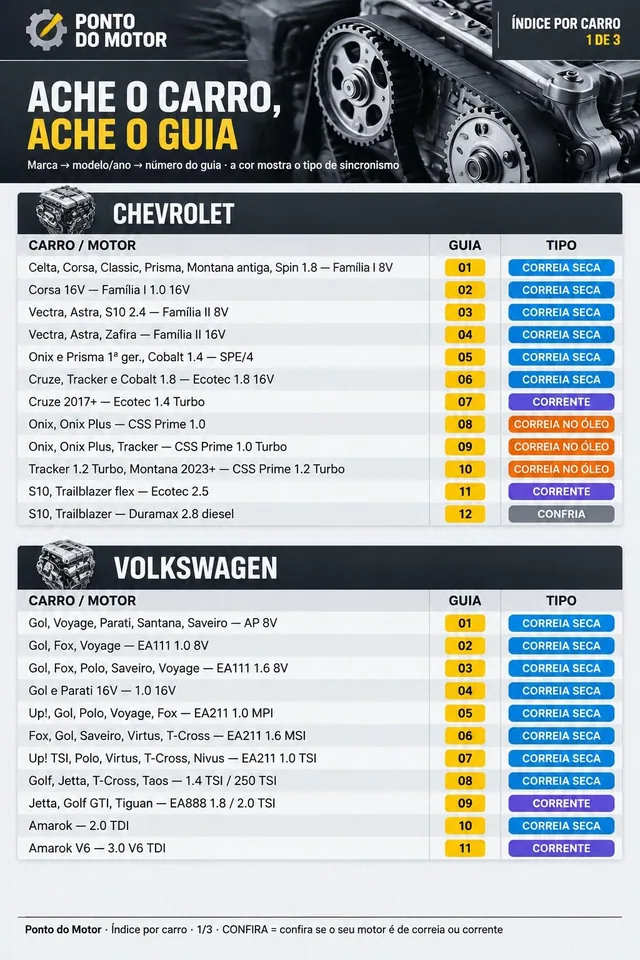 PONTO
DO MOTOR
ÍNDICE POR CARRO
1 DE 3
ACHE O CARRO,
ACHE O GUIA
Marca → modelo/ano → número do guia · a cor mostra o tipo de sincronismo
CHEVROLET
CARRO / MOTOR GUIA TIPO
Celta, Corsa, Classic, Prisma, Montana antiga, Spin 1.8 — Família I 8V 01 CORREIA SECA
Corsa 16V — Família I 1.0 16V 02 CORREIA SECA
Vectra, Astra, S10 2.4 — Família II 8V 03 CORREIA SECA
Vectra, Astra, Zafira — Família II 16V 04 CORREIA SECA
Onix e Prisma 1ª ger., Cobalt 1.4 — SPE/4 05 CORREIA SECA
Cruze, Tracker e Cobalt 1.8 — Ecotec 1.8 16V 06 CORREIA SECA
Cruze 2017+ — Ecotec 1.4 Turbo 07 CORRENTE
Onix, Onix Plus — CSS Prime 1.0 08 CORREIA NO ÓLEO
Onix, Onix Plus, Tracker — CSS Prime 1.0 Turbo 09 CORREIA NO ÓLEO
Tracker 1.2 Turbo, Montana 2023+ — CSS Prime 1.2 Turbo 10 CORREIA NO ÓLEO
S10, Trailblazer flex — Ecotec 2.5 11 CORRENTE
S10, Trailblazer — Duramax 2.8 diesel 12 CONFRIA
VOLKSWAGEN
CARRO / MOTOR GUIA TIPO
Gol, Voyage, Parati, Santana, Saveiro — AP 8V 01 CORREIA SECA
Gol, Fox, Voyage — EA111 1.0 8V 02 CORREIA SECA
Gol, Fox, Polo, Saveiro, Voyage — EA111 1.6 8V 03 CORREIA SECA
Gol e Parati 16V — 1.0 16V 04 CORREIA SECA
Up!, Gol, Polo, Voyage, Fox — EA211 1.0 MPI 05 CORREIA SECA
Fox, Gol, Saveiro, Virtus, T-Cross — EA211 1.6 MSI 06 CORREIA SECA
Up! TSI, Polo, Virtus, T-Cross, Nivus — EA211 1.0 TSI 07 CORREIA SECA
Golf, Jetta, T-Cross, Taos — 1.4 TSI / 250 TSI 08 CORREIA SECA
Jetta, Golf GTI, Tiguan — EA888 1.8 / 2.0 TSI 09 CORRENTE
Amarok — 2.0 TDI 10 CORREIA SECA
Amarok V6 — 3.0 V6 TDI 11 CORRENTE
Ponto do Motor · Índice por carro · 1/3 · CONFIRA = confira se o seu motor é de correia ou corrente